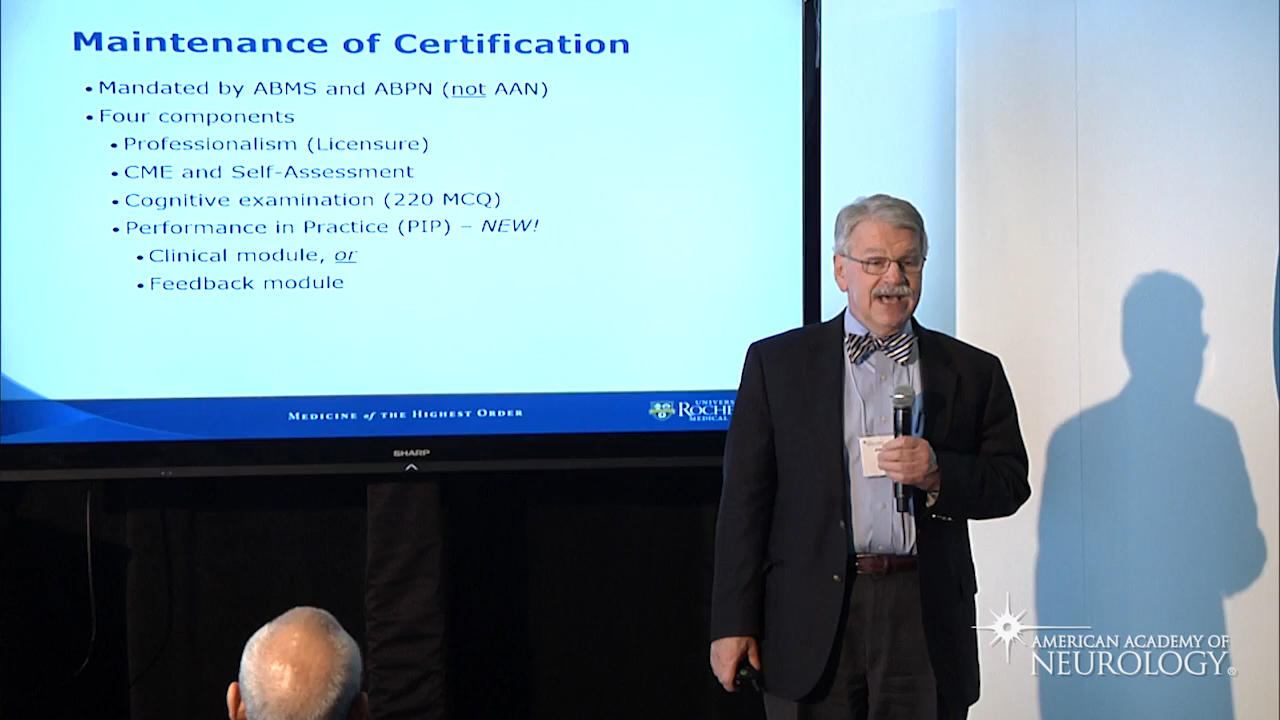 Maintenance of Certification
• Mandated by ABMS and ABPN (not AAN)
• Four components
• Professionalism (Licensure)
• CME and Self-Assessment
• Cognitive examination (220 MCQ)
• Performance in Practice (PIP) – NEW!
• Clinical module, or
• Feedback module
MEDICINE of THE HIGHEST ORDER
MEDICAL
SHARP
AMERICAN ACADEMY OF
NEUROLOGY®